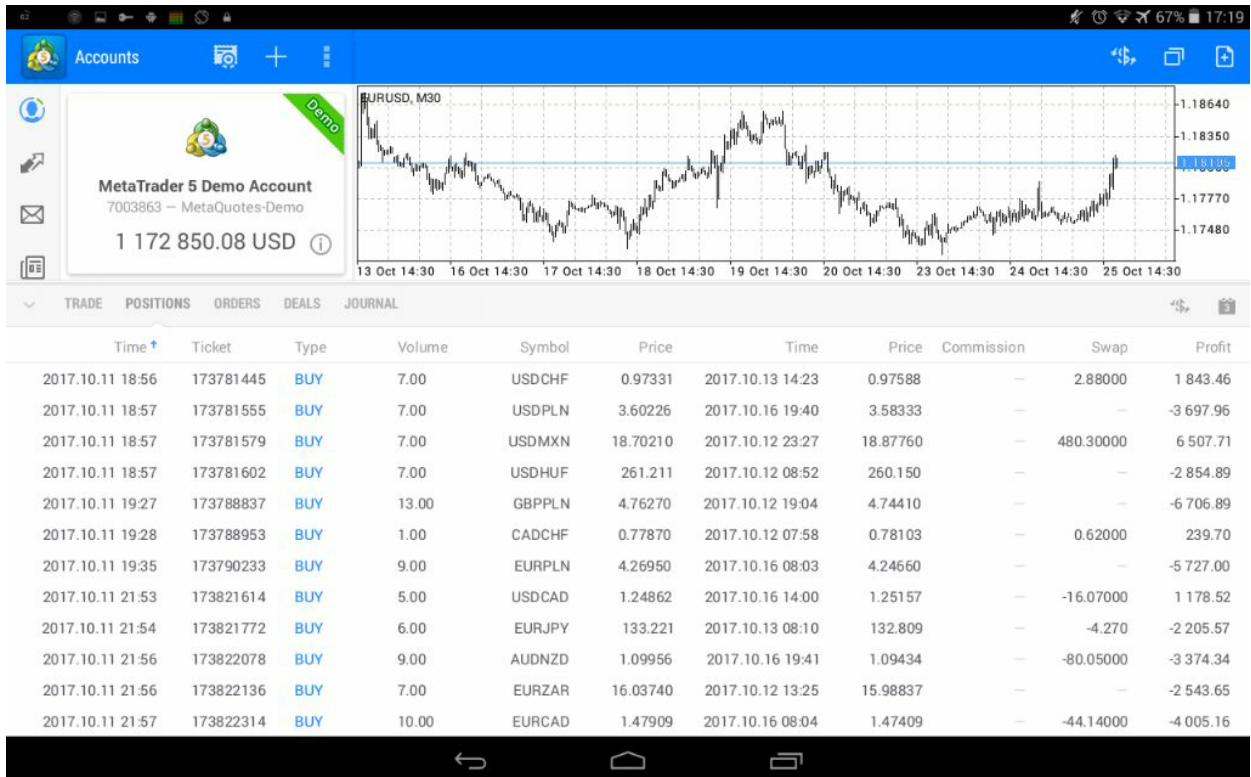 67% 17:19
Accounts
Demo
MetaTrader 5 Demo Account
7003863 — MetaQuotes-Demo
1 172 850.08 USD
EURUSD, M30
1.18640
1.18350
1.18105
1.17770
1.17480
13 Oct 14:30 16 Oct 14:30 17 Oct 14:30 18 Oct 14:30 19 Oct 14:30 20 Oct 14:30 23 Oct 14:30 24 Oct 14:30 25 Oct 14:30
TRADE POSITIONS ORDERS DEALS JOURNAL
Time Ticket Type Volume Symbol Price Time Price Commission Swap Profit
2017.10.11 18:56 173781445 BUY 7.00 USDCHF 0.97331 2017.10.13 14:23 0.97588 — 2.88000 1 843.46
2017.10.11 18:57 173781555 BUY 7.00 USDPLN 3.60226 2017.10.16 19:40 3.58333 — — -3 697.96
2017.10.11 18:57 173781579 BUY 7.00 USDMXN 18.70210 2017.10.12 23:27 18.87760 — 480.30000 6 507.71
2017.10.11 18:57 173781602 BUY 7.00 USDHUF 261.211 2017.10.12 08:52 260.150 — — -2 854.89
2017.10.11 19:27 173788837 BUY 13.00 GBPPLN 4.76270 2017.10.12 19:04 4.74410 — — -6 706.89
2017.10.11 19:28 173788953 BUY 1.00 CADCHF 0.77870 2017.10.12 07:58 0.78103 — 0.62000 239.70
2017.10.11 19:35 173790233 BUY 9.00 EURPLN 4.26950 2017.10.16 08:03 4.24660 — — -5 727.00
2017.10.11 21:53 173821614 BUY 5.00 USDCAD 1.24862 2017.10.16 14:00 1.25157 — -16.07000 1 178.52
2017.10.11 21:54 173821772 BUY 6.00 EURJPY 133.221 2017.10.13 08:10 132.809 — -4.270 -2 205.57
2017.10.11 21:56 173822078 BUY 9.00 AUDNZD 1.09956 2017.10.16 19:41 1.09434 — -80.05000 -3 374.34
2017.10.11 21:56 173822136 BUY 7.00 EURZAR 16.03740 2017.10.12 13:25 15.98837 — — -2 543.65
2017.10.11 21:57 173822314 BUY 10.00 EURCAD 1.47909 2017.10.16 08:04 1.47409 — -44.14000 -4 005.16